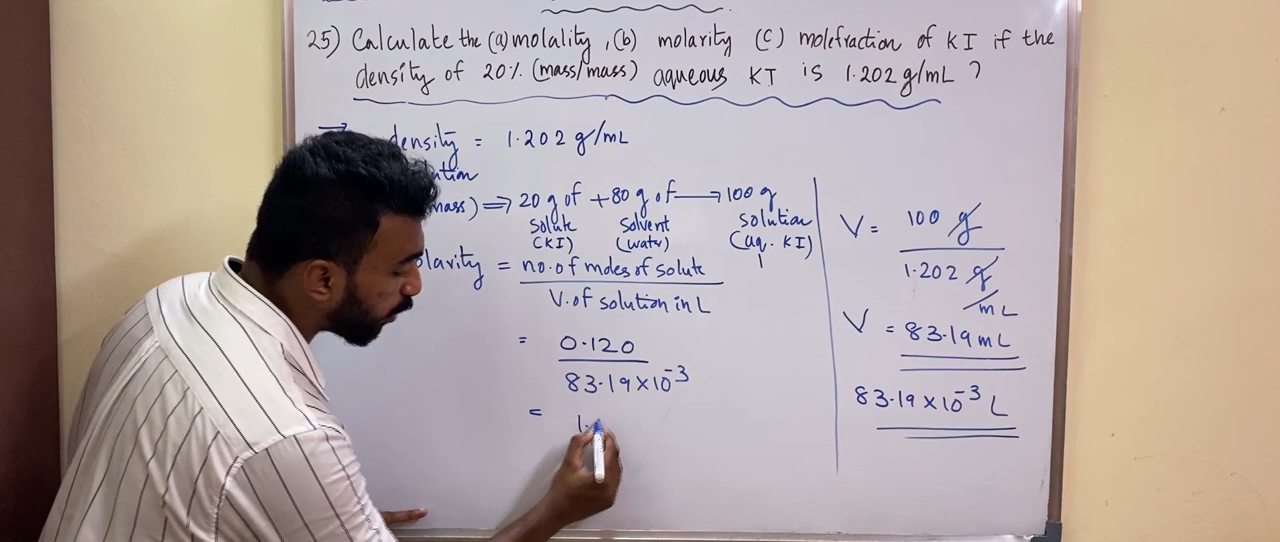 25) Calculate the (a) molality, (b) molarity (c) molefraction of KI if the
density of 20% (mass/mass) aqueous KI is 1.202 g/mL ?
density = 1.202 g/mL
mass) ⇒ 20 g of + 80 g of ⟶ 100 g
solute solvent solution
(KI) (water) (aq. KI)
larity = no. of moles of solute
V. of solution in L
= 0.120
83.19 × 10⁻³
= 1.
V = 100 g
1.202 g/mL
V = 83.19 mL
83.19 × 10⁻³ L